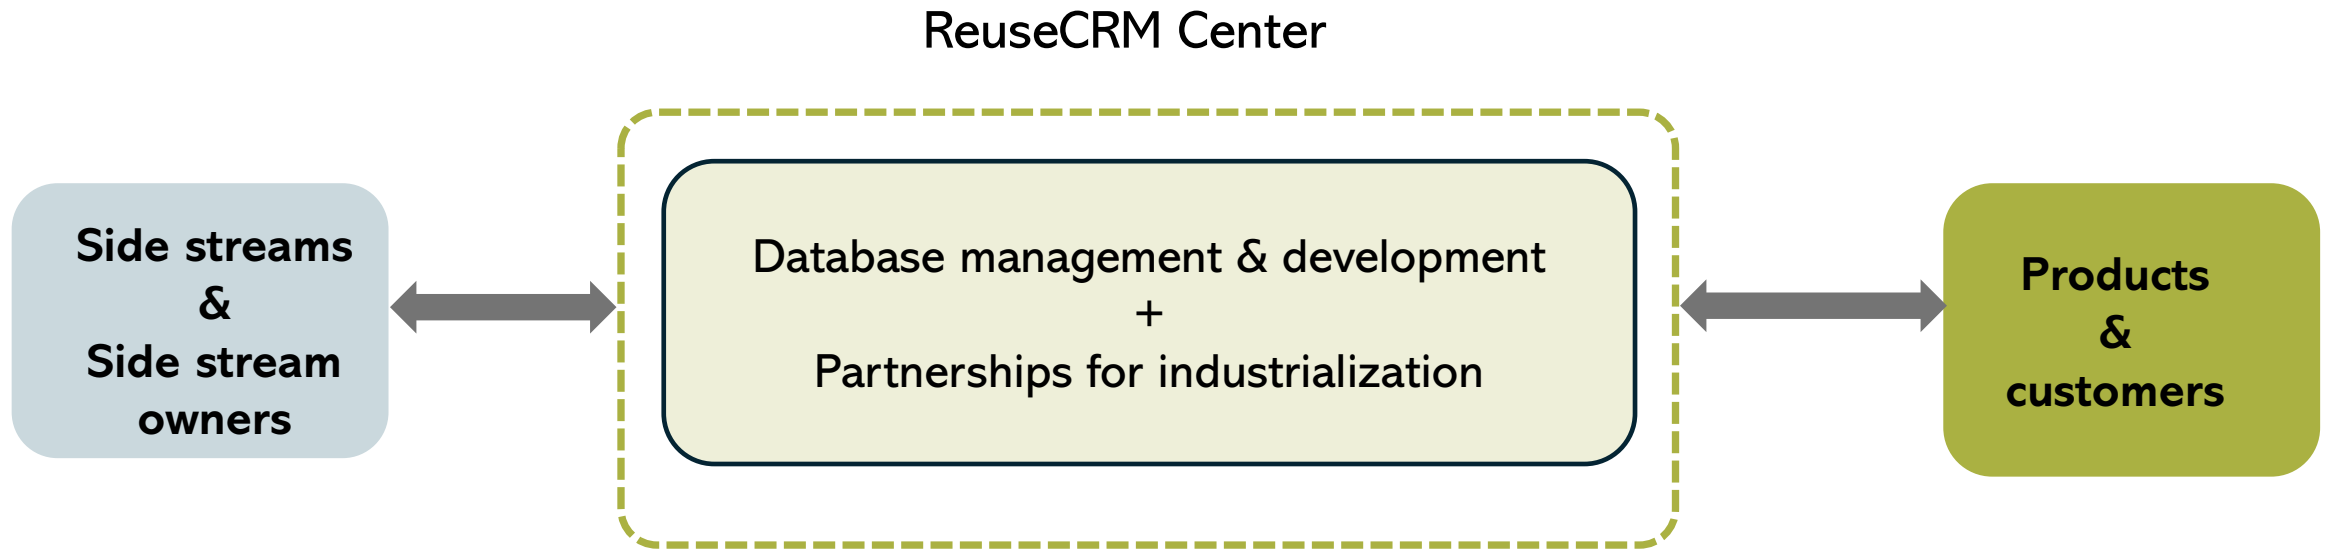 ReuseCRM Center
Side streams
&
Side stream
owners
Database management & development
+
Partnerships for industrialization
Products
&
customers